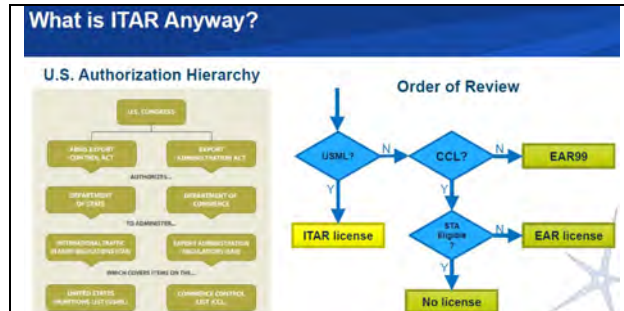 What is ITAR Anyway?
U.S. Authorization Hierarchy
U.S. CONGRESS
ARMS EXPORT
CONTROL ACT
EXPORT
ADMINISTRATION ACT
AUTHORIZES...
DEPARTMENT
OF STATE
DEPARTMENT OF
COMMERCE
TO ADMINISTER...
INTERNATIONAL TRAFFIC
IN ARMS REGULATIONS (ITAR)
EXPORT ADMINISTRATION
REGULATIONS (EAR)
WHICH COVERS ITEMS ON THE...
UNITED STATES
MUNITIONS LIST (USML)
COMMERCE CONTROL
LIST (CCL)
Order of Review
USML?
N
CCL?
N
EAR99
Y
Y
ITAR license
STA
Eligible
?
N
EAR license
Y
No license